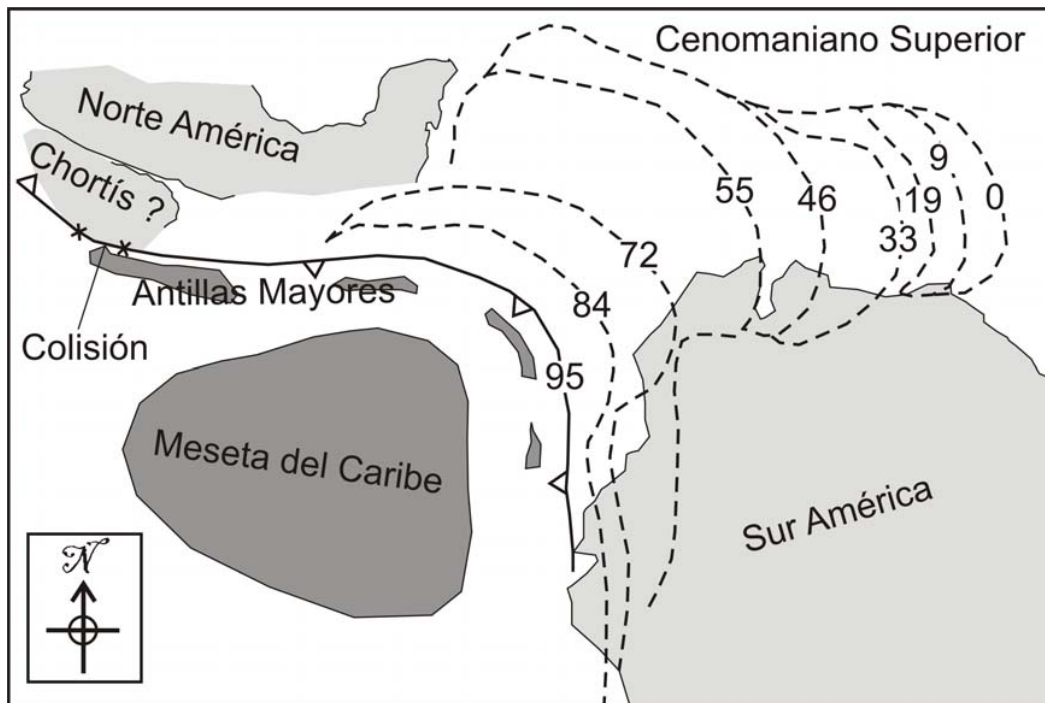 Cenomaniano Superior
Norte América
Chortís ?
9
55
46
19
0
33
72
Antillas Mayores
84
Colisión
95
Meseta del Caribe
Sur América
N